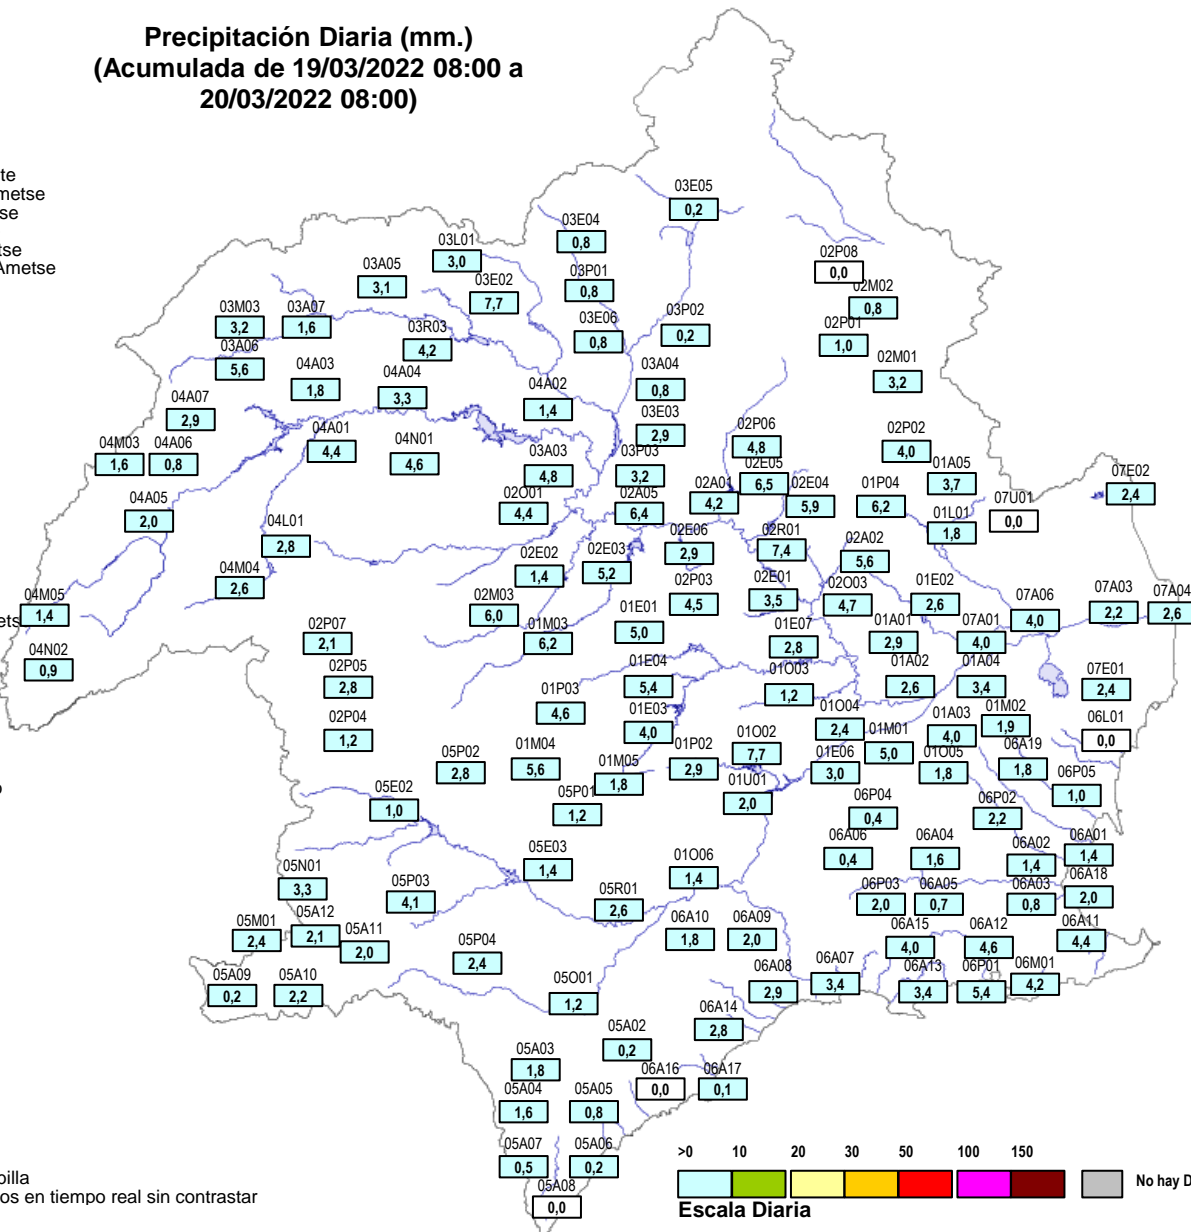 Precipitación Diaria (mm.)
(Acumulada de 19/03/2022 08:00 a
20/03/2022 08:00)
te
metse
se
tse
Ametse
03E05
0,2
03E04
0,8
03L01
3,0
02P08
0,0
03A05
3,1
03E02
7,7
03P01
0,8
02M02
0,8
03M03
3,2
03A07
1,6
03R03
4,2
03E06
0,8
03P02
0,2
02P01
1,0
03A06
5,6
04A03
1,8
04A04
3,3
04A02
1,4
03A04
0,8
02M01
3,2
04A07
2,9
03E03
2,9
04M03
1,6
04A06
0,8
04A01
4,4
04N01
4,6
03A03
4,8
03P03
3,2
02P06
4,8
02P02
4,0
02E05
6,5
01A05
3,7
07E02
2,4
04A05
2,0
02O01
4,4
02A05
6,4
02A01
4,2
02E04
5,9
01P04
6,2
07U01
0,0
04L01
2,8
01L01
1,8
02E06
2,9
02R01
7,4
02A02
5,6
02E02
1,4
02E03
5,2
04M04
2,6
04M05
1,4
ets
02M03
6,0
02P03
4,5
02E01
3,5
02O03
4,7
01E02
2,6
07A06
4,0
07A03
2,2
07A04
2,6
02P07
2,1
01M03
6,2
01E01
5,0
01E07
2,8
01A01
2,9
07A01
4,0
04N02
0,9
02P05
2,8
01E04
5,4
01O03
1,2
01A02
2,6
01A04
3,4
07E01
2,4
01P03
4,6
02P04
1,2
01E03
4,0
01O04
2,4
01A03
4,0
01M02
1,9
06L01
0,0
05P02
2,8
01M04
5,6
01M05
1,8
01P02
2,9
01O02
7,7
01E06
3,0
01M01
5,0
01O05
1,8
06A19
1,8
06P05
1,0
05E02
1,0
05P01
1,2
01U01
2,0
06P04
0,4
06P02
2,2
05E03
1,4
01O06
1,4
06A06
0,4
06A04
1,6
06A02
1,4
06A01
1,4
05N01
3,3
05P03
4,1
05R01
2,6
06P03
2,0
06A05
0,7
06A03
0,8
06A18
2,0
05M01
2,4
05A12
2,1
05A11
2,0
06A10
1,8
06A09
2,0
06A15
4,0
06A12
4,6
06A11
4,4
05A09
0,2
05A10
2,2
05P04
2,4
05O01
1,2
06A08
2,9
06A07
3,4
06A13
3,4
06P01
5,4
06M01
4,2
06A14
2,8
05A02
0,2
05A03
1,8
06A16
0,0
06A17
0,1
05A04
1,6
05A05
0,8
05A07
0,5
05A06
0,2
05A08
0,0
>0 10 20 30 50 100 150
No hay D
Escala Diaria
os en tiempo real sin contrastar